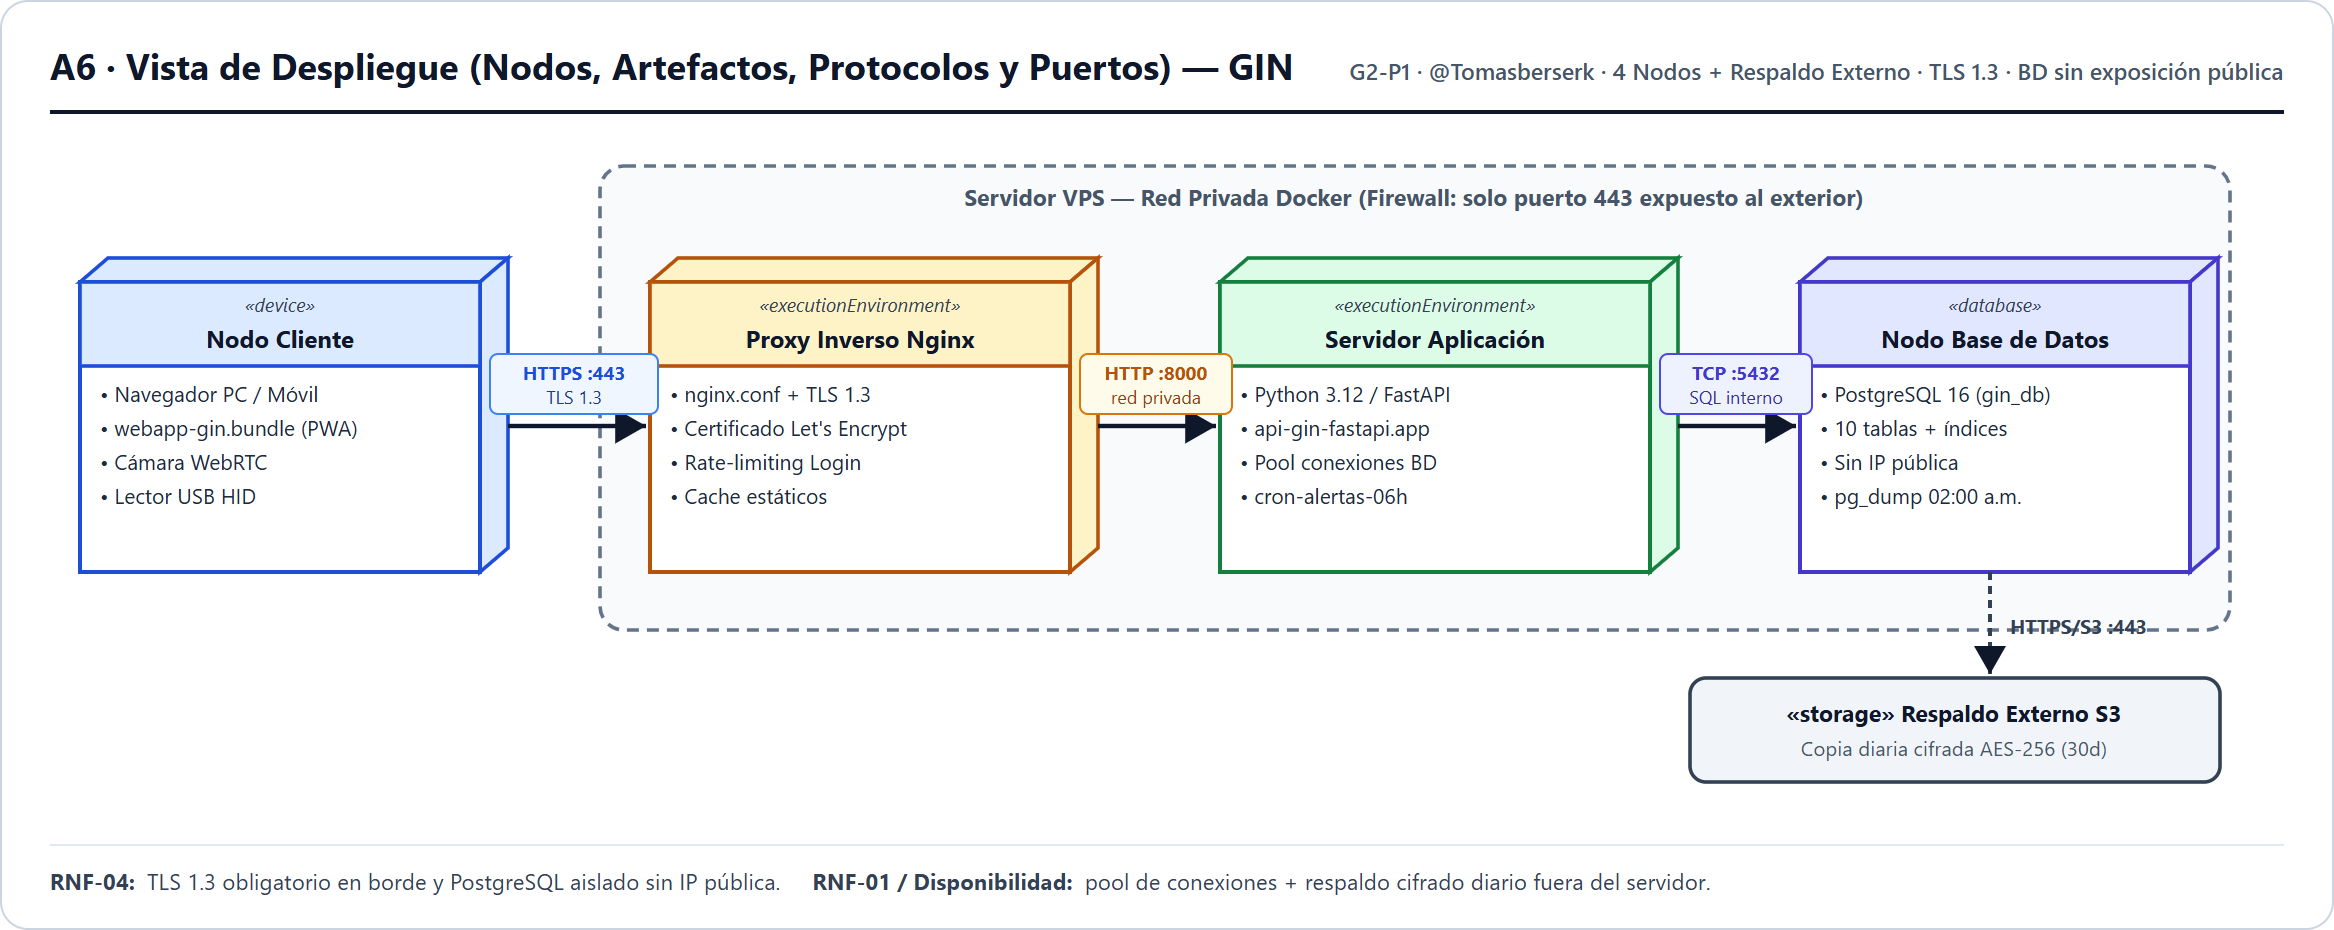 A6 · Vista de Despliegue (Nodos, Artefactos, Protocolos y Puertos) — GIN
G2-P1 · @Tomasberserk · 4 Nodos + Respaldo Externo · TLS 1.3 · BD sin exposición pública
Servidor VPS — Red Privada Docker (Firewall: solo puerto 443 expuesto al exterior)
«device»
Nodo Cliente
• Navegador PC / Móvil
• webapp-gin.bundle (PWA)
• Cámara WebRTC
• Lector USB HID
HTTPS :443
TLS 1.3
«executionEnvironment»
Proxy Inverso Nginx
• nginx.conf + TLS 1.3
• Certificado Let's Encrypt
• Rate-limiting Login
• Cache estáticos
HTTP :8000
red privada
«executionEnvironment»
Servidor Aplicación
• Python 3.12 / FastAPI
• api-gin-fastapi.app
• Pool conexiones BD
• cron-alertas-06h
TCP :5432
SQL interno
«database»
Nodo Base de Datos
• PostgreSQL 16 (gin_db)
• 10 tablas + índices
• Sin IP pública
• pg_dump 02:00 a.m.
HTTPS/S3 :443
«storage» Respaldo Externo S3
Copia diaria cifrada AES-256 (30d)
RNF-04: TLS 1.3 obligatorio en borde y PostgreSQL aislado sin IP pública. RNF-01 / Disponibilidad: pool de conexiones + respaldo cifrado diario fuera del servidor.